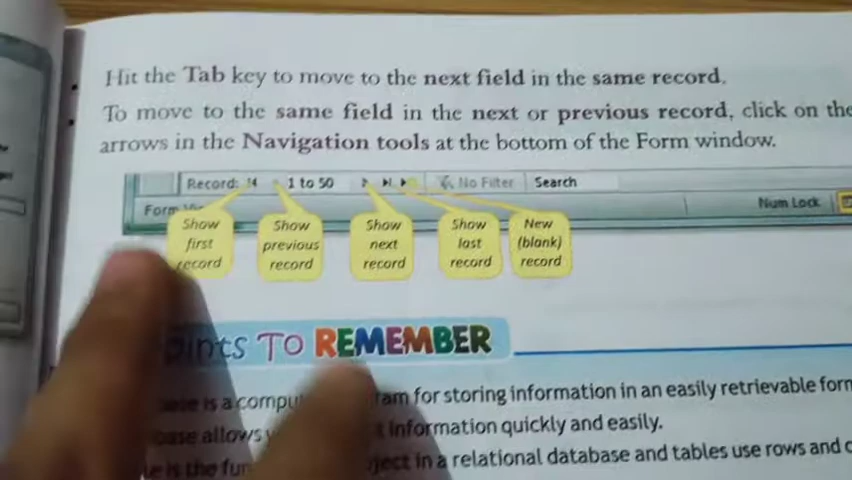 Hit the Tab key to move to the next field in the same record.
To move to the same field in the next or previous record, click on the
arrows in the Navigation tools at the bottom of the Form window.
Record: 1 to 50 No Filter Search
Form Num Lock
Show first record
Show previous record
Show next record
Show last record
New (blank) record
TO REMEMBER
is a for storing information in an easily retrievable
allows information quickly and easily.
is the in a relational database and tables use rows and